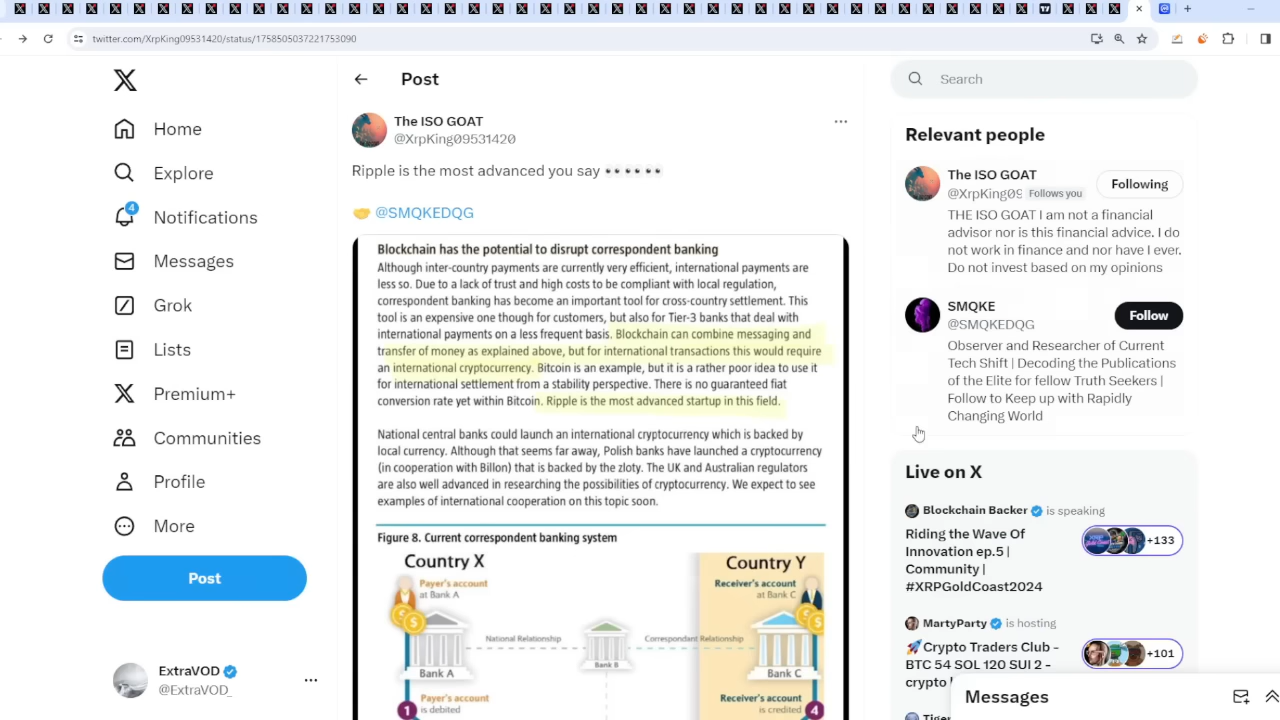 twitter.com/XrpKing09531420/status/1758505037221753090
Home
Explore
4
Notifications
Messages
Grok
Lists
Premium+
Communities
Profile
More
Post
ExtraVOD
@ExtraVOD_
Post
The ISO GOAT
@XrpKing09531420
Ripple is the most advanced you say 👀👀👀
🤝 @SMQKEDQG
Blockchain has the potential to disrupt correspondent banking
Although inter-country payments are currently very efficient, international payments are
less so. Due to a lack of trust and high costs to be compliant with local regulation,
correspondent banking has become an important tool for cross-country settlement. This
tool is an expensive one though for customers, but also for Tier-3 banks that deal with
international payments on a less frequent basis. Blockchain can combine messaging and
transfer of money as explained above, but for international transactions this would require
an international cryptocurrency. Bitcoin is an example, but it is a rather poor idea to use it
for international settlement from a stability perspective. There is no guaranteed fiat
conversion rate yet within Bitcoin. Ripple is the most advanced startup in this field.
National central banks could launch an international cryptocurrency which is backed by
local currency. Although that seems far away, Polish banks have launched a cryptocurrency
(in cooperation with Billon) that is backed by the zloty. The UK and Australian regulators
are also well advanced in researching the possibilities of cryptocurrency. We expect to see
examples of international cooperation on this topic soon.
Figure 8. Current correspondent banking system
Country X
Country Y
Payer's account
at Bank A
Receiver's account
at Bank C
National Relationship
Correspondant Relationship
Bank A
Bank B
Bank C
Payer's account
is debited
1
Receiver's account
is credited
4
Search
Relevant people
The ISO GOAT
@XrpKing09 Follows you
Following
THE ISO GOAT I am not a financial
advisor nor is this financial advice. I do
not work in finance and nor have I ever.
Do not invest based on my opinions
SMQKE
@SMQKEDQG
Follow
Observer and Researcher of Current
Tech Shift | Decoding the Publications
of the Elite for fellow Truth Seekers |
Follow to Keep up with Rapidly
Changing World
Live on X
Blockchain Backer is speaking
Riding the Wave Of
Innovation ep.5 |
Community |
#XRPGoldCoast2024
+133
MartyParty is hosting
🚀Crypto Traders Club -
BTC 54 SOL 120 SUI 2 -
crypto
+101
Messages